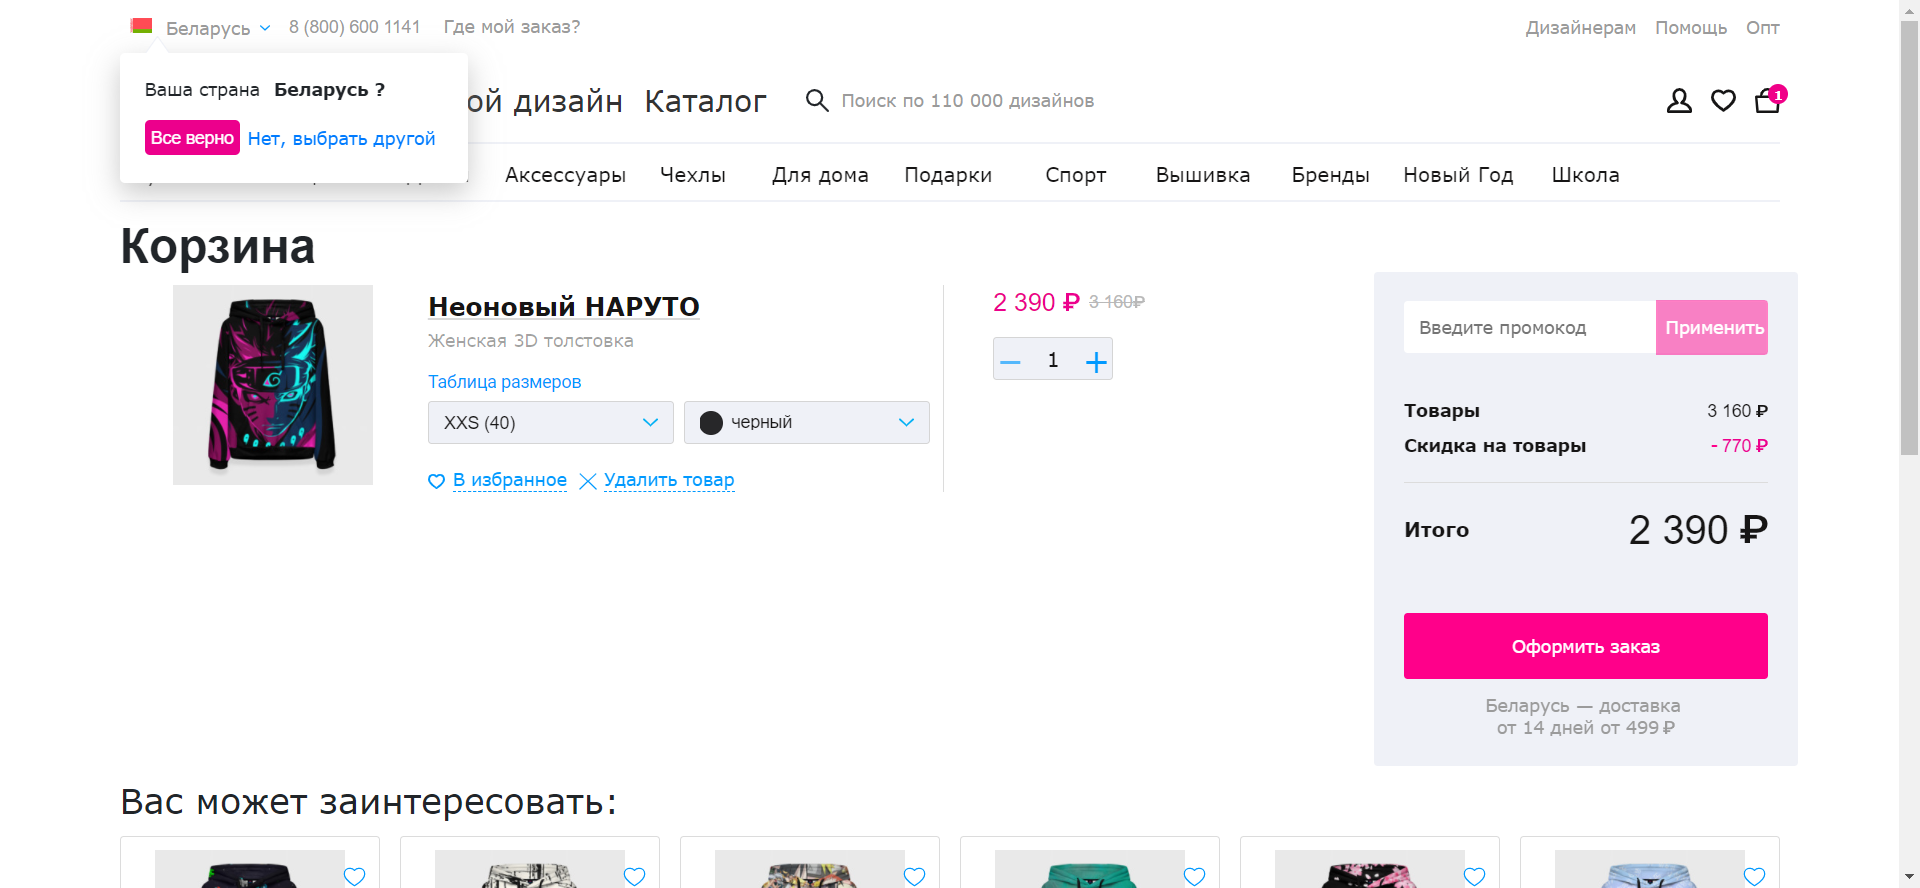 Беларусь 8 (800) 600 1141 Где мой заказ? Дизайнерам Помощь Опт
Ваша страна Беларусь ?
Все верно Нет, выбрать другой
ой дизайн Каталог Поиск по 110 000 дизайнов 1
Аксессуары Чехлы Для дома Подарки Спорт Вышивка Бренды Новый Год Школа
Корзина
Неоновый НАРУТО
Женская 3D толстовка
Таблица размеров
XXS (40) черный
В избранное Удалить товар
2 390 ₽ 3 160₽
1
Введите промокод Применить
Товары 3 160 ₽
Скидка на товары - 770 ₽
Итого 2 390 ₽
Оформить заказ
Беларусь — доставка
от 14 дней от 499 ₽
Вас может заинтересовать: